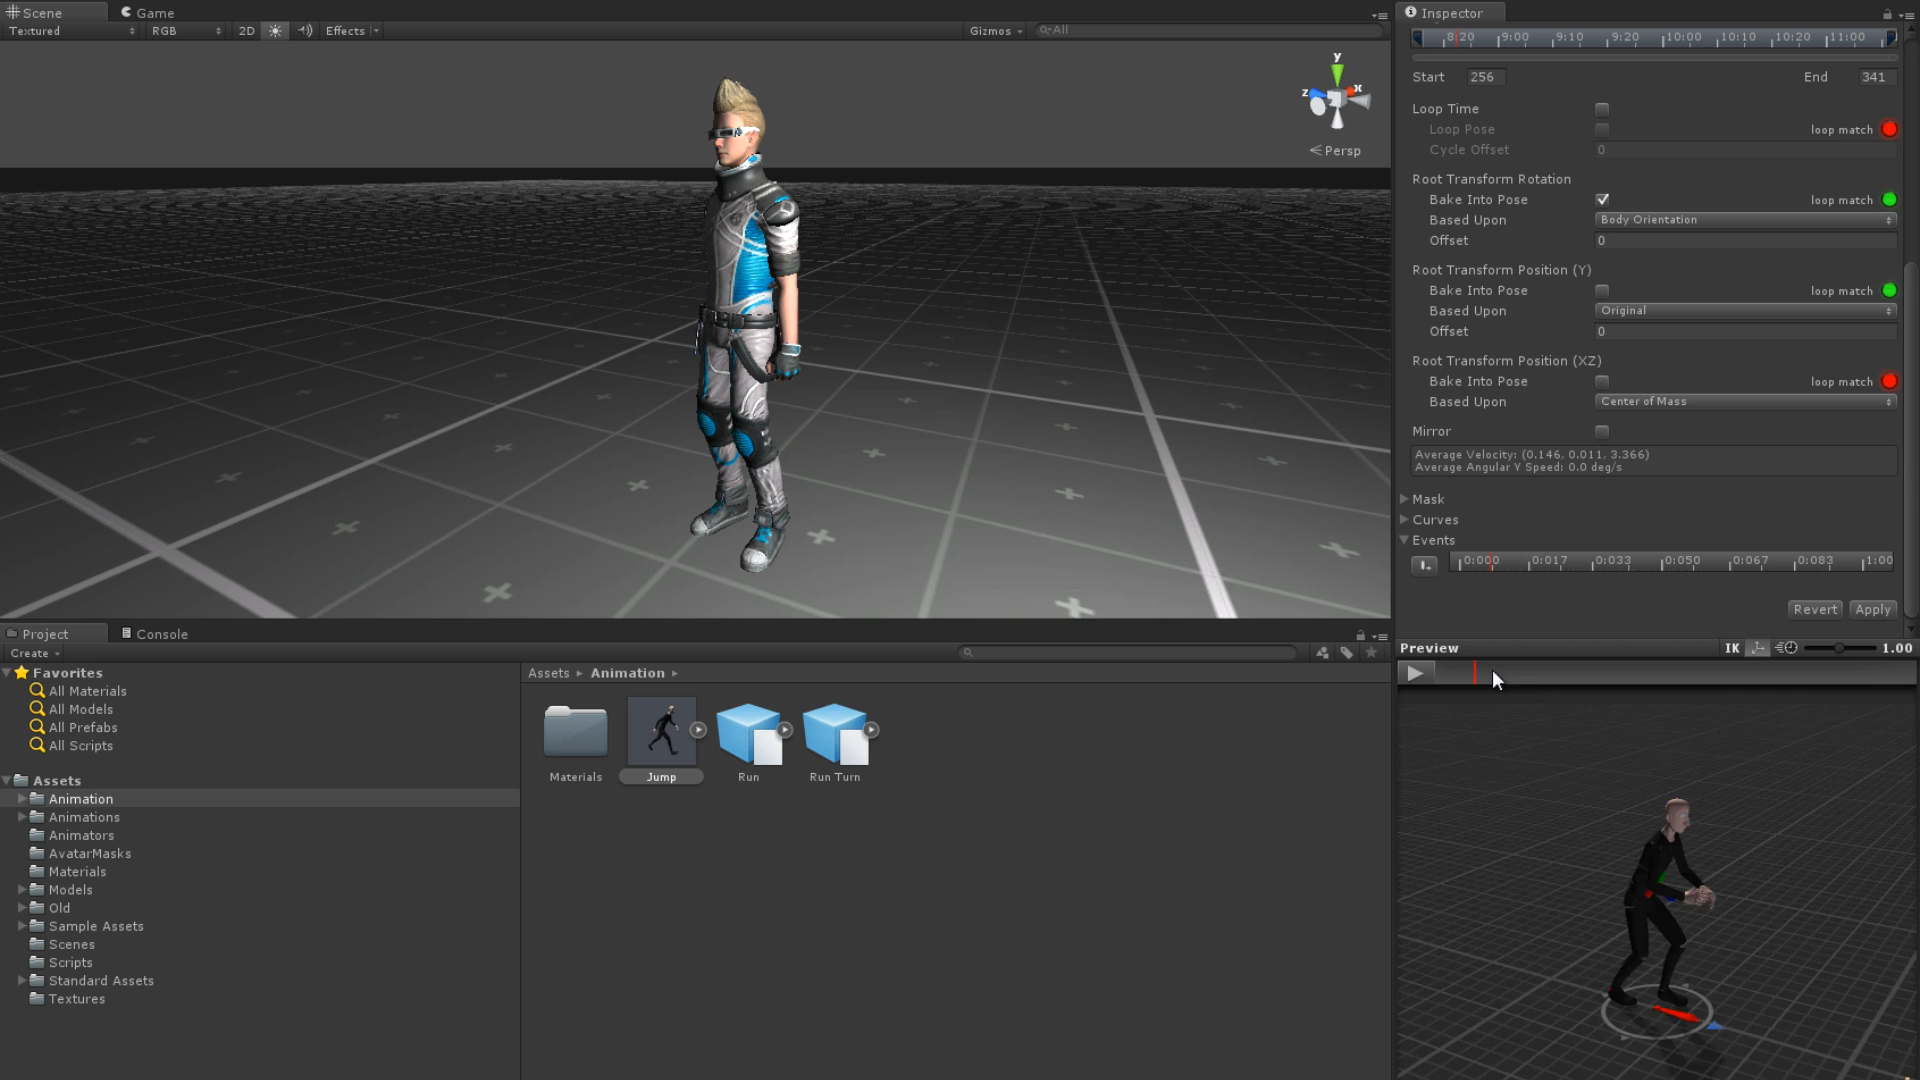 Scene
Game
Textured
RGB
2D
Effects
Gizmos
All
y
x
z
Persp
Inspector
8:20 9:00 9:10 9:20 10:00 10:10 10:20 11:00
Start 256 End 341
Loop Time
Loop Pose loop match
Cycle Offset 0
Root Transform Rotation
Bake Into Pose loop match
Based Upon Body Orientation
Offset 0
Root Transform Position (Y)
Bake Into Pose loop match
Based Upon Original
Offset 0
Root Transform Position (XZ)
Bake Into Pose loop match
Based Upon Center of Mass
Mirror
Average Velocity: (0.146, 0.011, 3.366)
Average Angular Y Speed: 0.0 deg/s
Mask
Curves
Events
0:000 0:017 0:033 0:050 0:067 0:083 1:00
Revert Apply
Preview IK 1.00
Project
Console
Create
Favorites
All Materials
All Models
All Prefabs
All Scripts
Assets
Animation
Animations
Animators
AvatarMasks
Materials
Models
Old
Sample Assets
Scenes
Scripts
Standard Assets
Textures
Assets Animation
Materials
Jump
Run
Run Turn